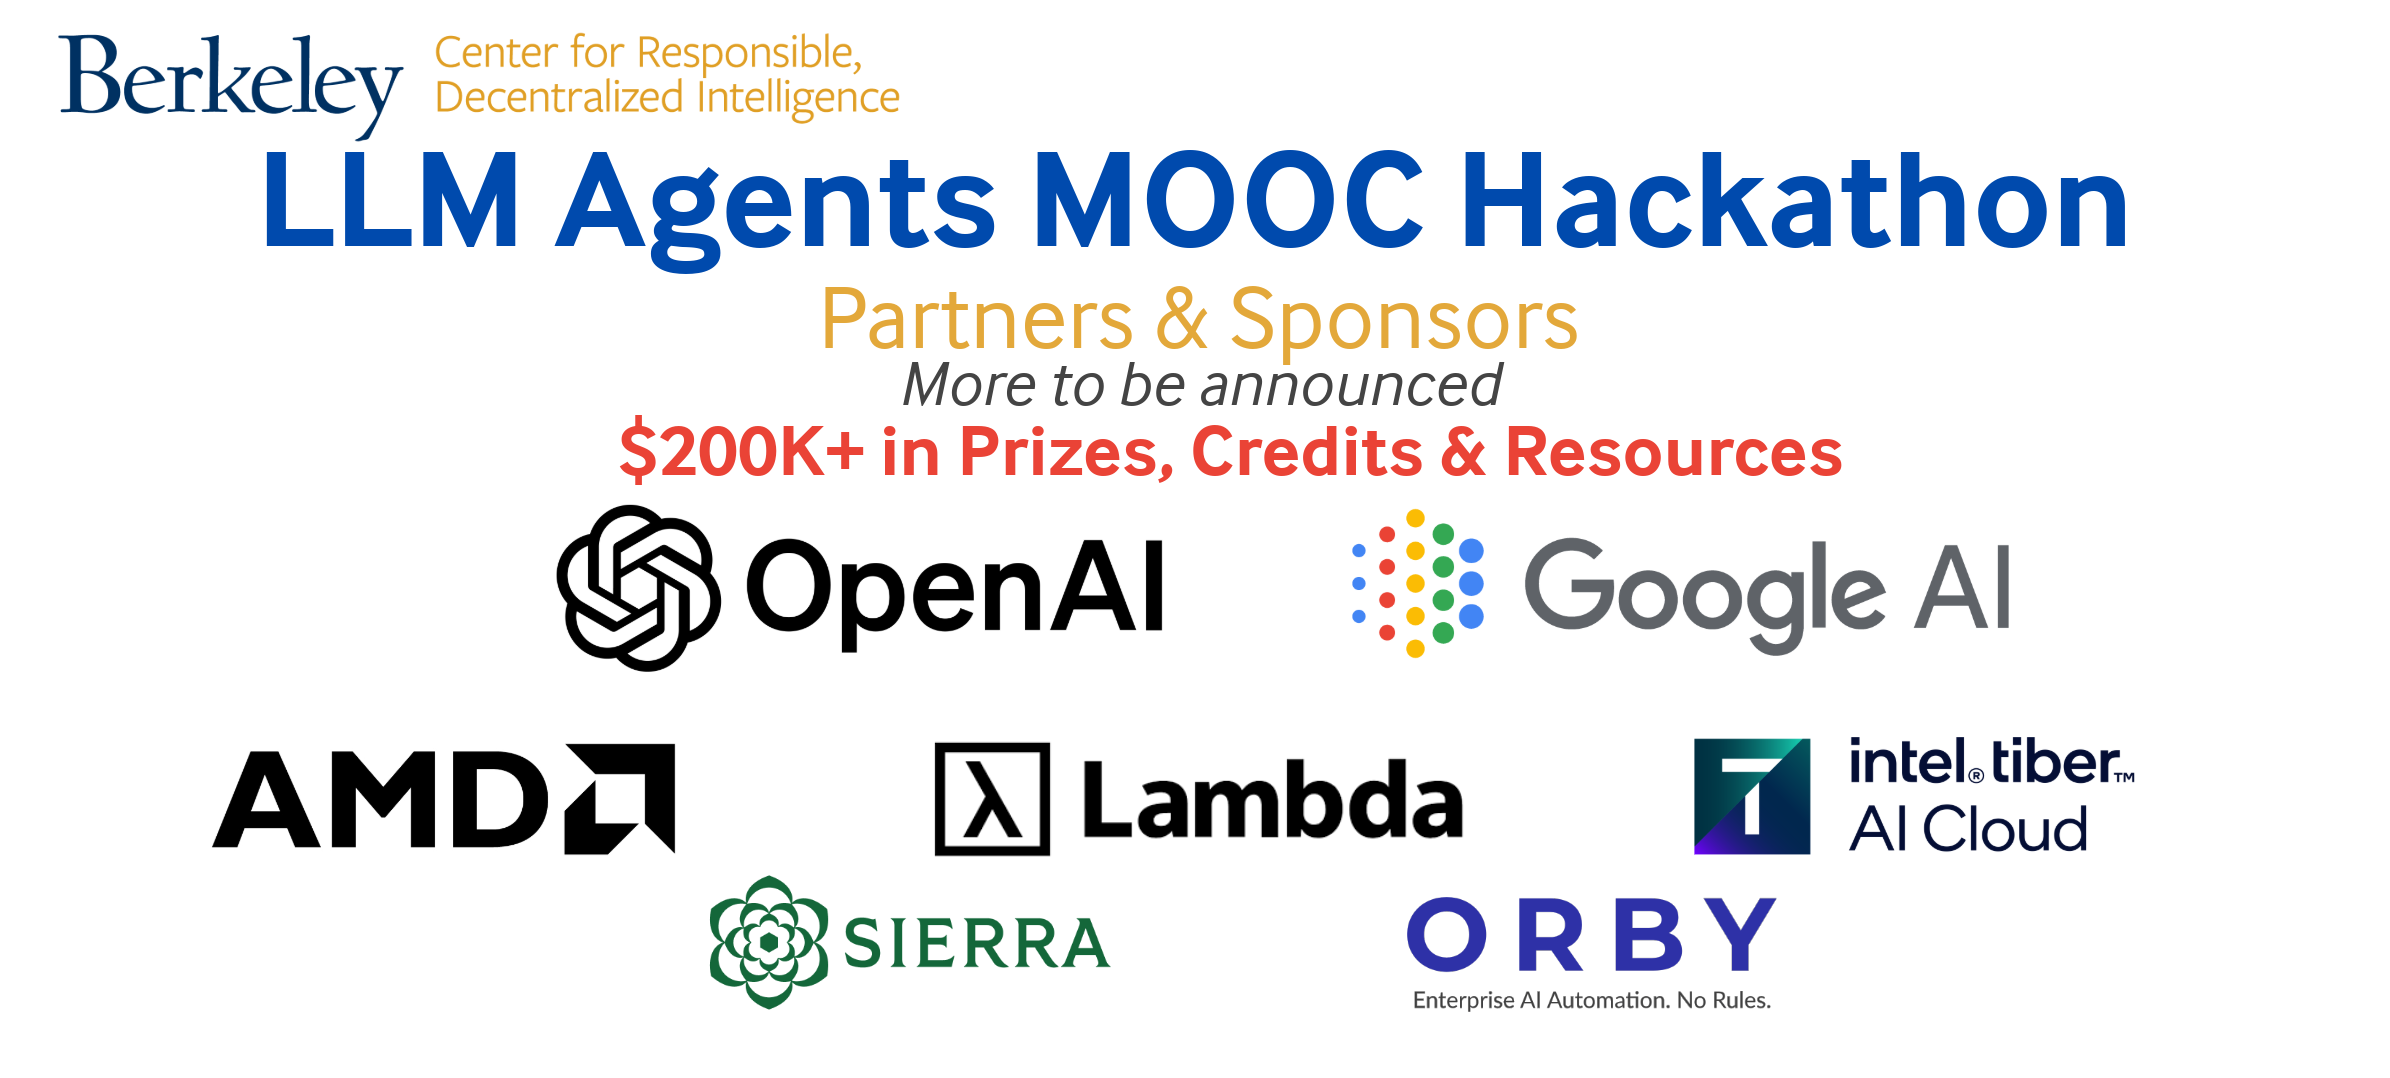 Berkeley
Center for Responsible,
Decentralized Intelligence
LLM Agents MOOC Hackathon
Partners & Sponsors
More to be announced
$200K+ in Prizes, Credits & Resources
OpenAI
Google AI
AMD
λ Lambda
intel® tiber™
AI Cloud
SIERRA
ORBY
Enterprise AI Automation. No Rules.